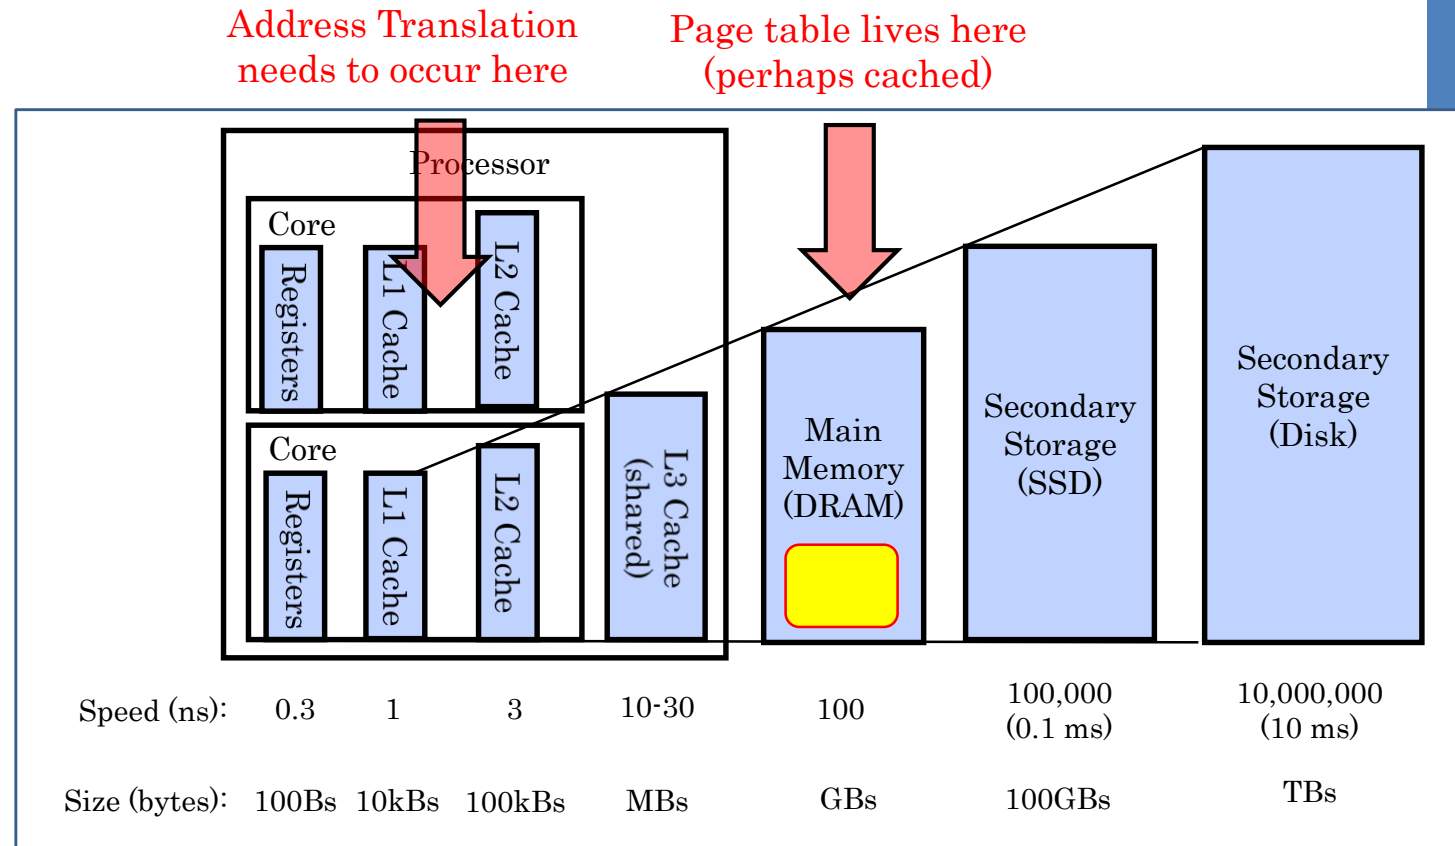 Address Translation
needs to occur here
Page table lives here
(perhaps cached)
Processor
Core
Registers
L1 Cache
L2 Cache
Core
Registers
L1 Cache
L2 Cache
L3 Cache
(shared)
Main
Memory
(DRAM)
Secondary
Storage
(SSD)
Secondary
Storage
(Disk)
Speed (ns): 0.3 1 3 10-30 100 100,000 10,000,000
(0.1 ms) (10 ms)
Size (bytes): 100Bs 10kBs 100kBs MBs GBs 100GBs TBs